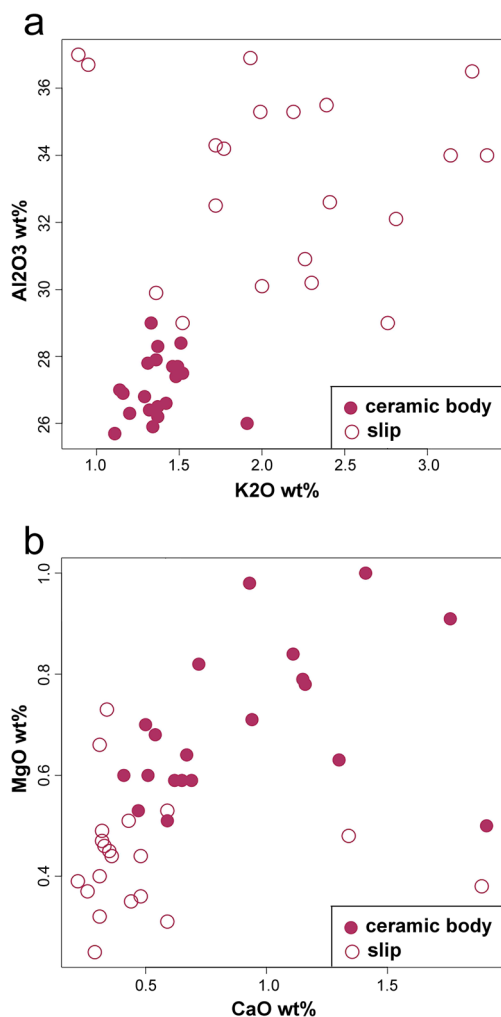 a
Al2O3 wt%
36
34
32
30
28
26
ceramic body
slip
1.0 1.5 2.0 2.5 3.0
K2O wt%
b
MgO wt%
1.0
0.8
0.6
0.4
ceramic body
slip
0.5 1.0 1.5
CaO wt%